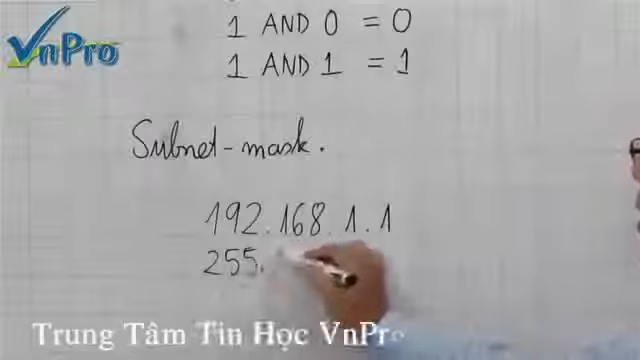 VnPro
1 AND 0 = 0
1 AND 1 = 1
Subnet-mask.
192.168.1.1
255.
Trung Tâm Tin Học VnPro